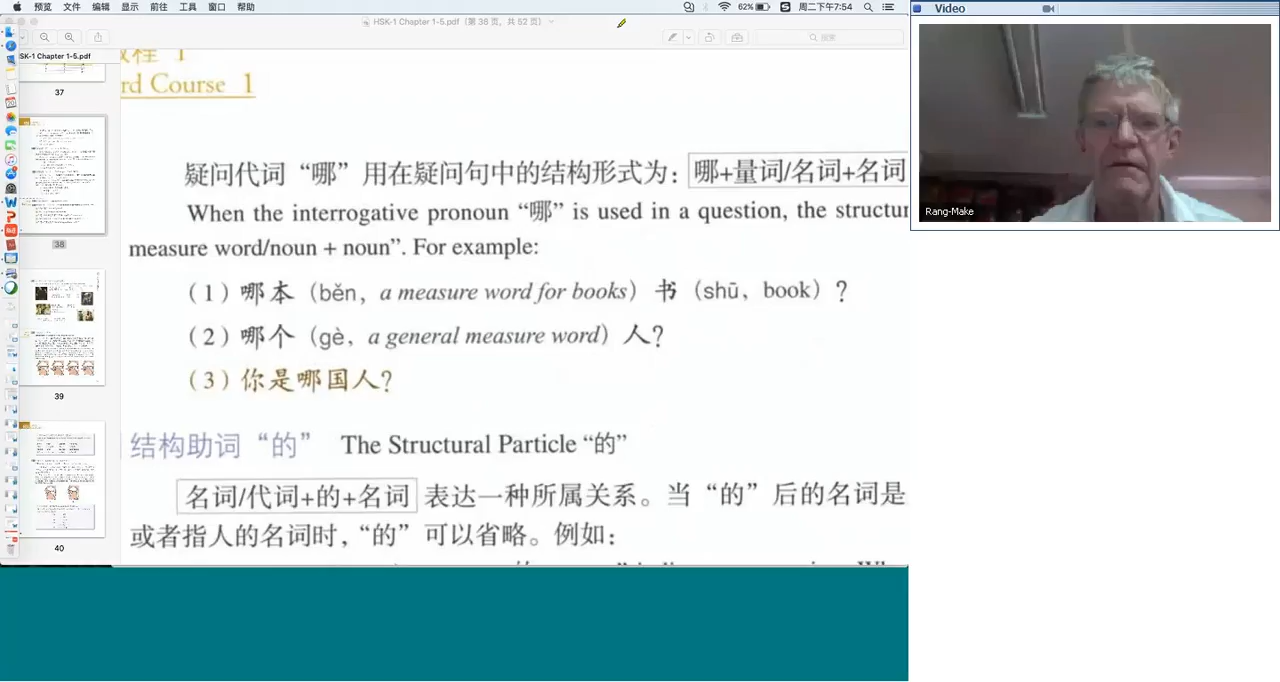 预览 文件 编辑 显示 前往 工具 窗口 帮助
62% 周二下午7:54
HSK-1 Chapter 1-5.pdf（第 38 页，共 52 页）
搜索
SK-1 Chapter 1-5.pdf
37
38
39
40
教程 1
rd Course 1
疑问代词“哪”用在疑问句中的结构形式为：哪+量词/名词+名词
When the interrogative pronoun “哪” is used in a question, the structur
measure word/noun + noun”. For example:
（1）哪本（běn, a measure word for books）书（shū, book）？
（2）哪个（gè, a general measure word）人？
（3）你是哪国人？
结构助词“的” The Structural Particle “的”
名词/代词+的+名词 表达一种所属关系。当“的”后的名词是
或者指人的名词时，“的”可以省略。例如：
Video
Rang-Make